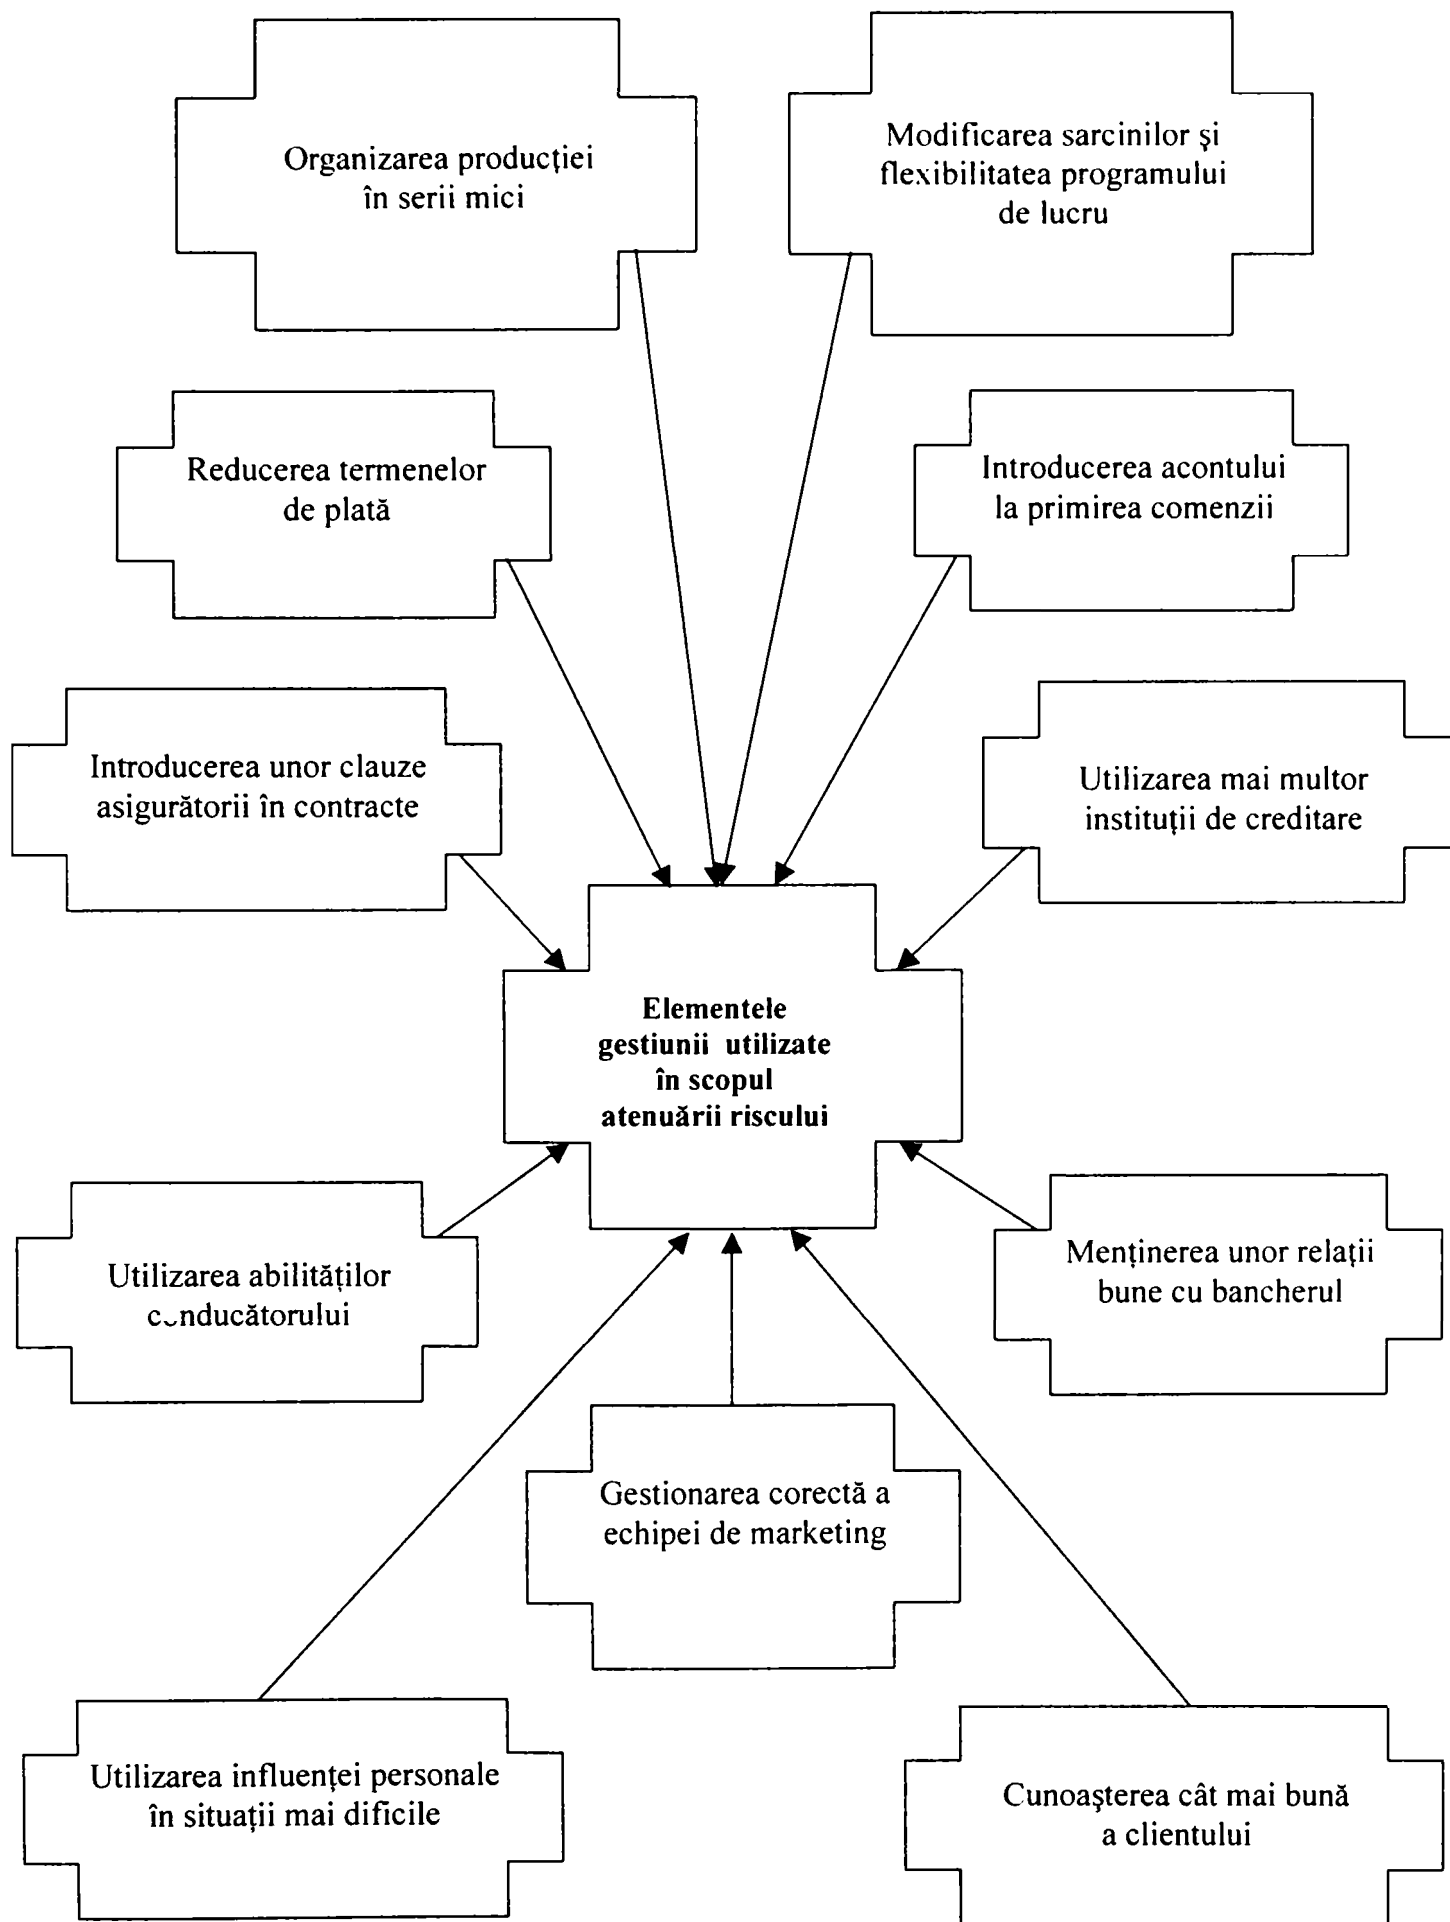 Organizarea producției
în serii mici
Modificarea sarcinilor și
flexibilitatea programului
de lucru
Reducerea termenelor
de plată
Introducerea acontului
la primirea comenzii
Introducerea unor clauze
asigurătorii în contracte
Utilizarea mai multor
instituții de creditare
Elementele
gestiunii utilizate
în scopul
atenuării riscului
Utilizarea abilităților
conducătorului
Menținerea unor relații
bune cu bancherul
Gestionarea corectă a
echipei de marketing
Utilizarea influenței personale
în situații mai dificile
Cunoaşterea cât mai bună
a clientului